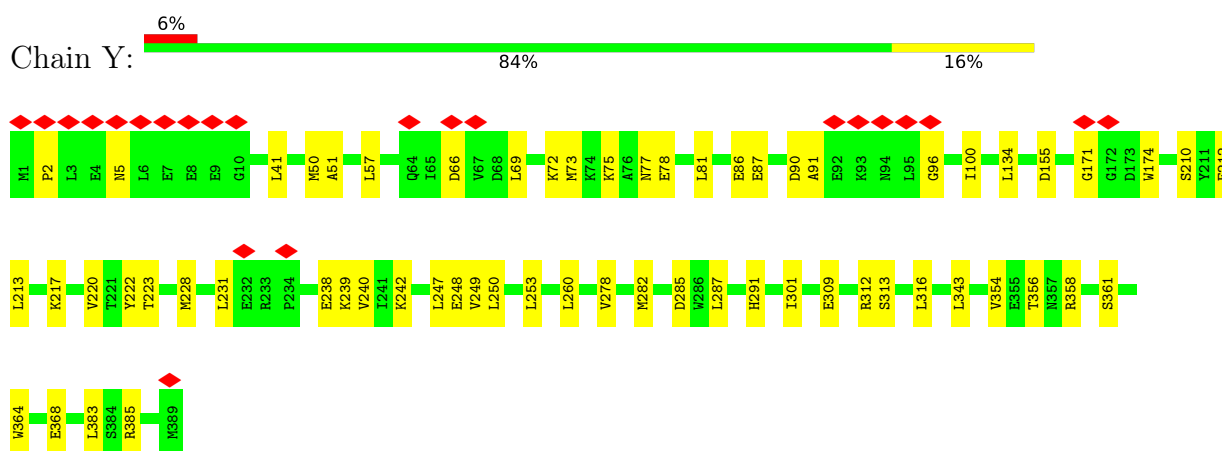 6%
Chain Y:
84% 16%
M1 P2 L3 E4 N5 L6 E7 E8 E9 G10 L41 M50 A51 L57 Q64 I65 D66 V67 D68 L69 K72 M73 K74 K75 A76 N77 E78 L81 E86 E87 D90 A91 E92 K93 N94 L95 G96 I100 L134 D155 G171 G172 D173 W174 S210 Y211
L213 K217 V220 T221 Y222 T223 M228 L231 E232 R233 P234 E238 K239 V240 I241 K242 L247 E248 V249 L250 L253 L260 V278 M282 D285 W286 L287 H291 I301 E309 R312 S313 L316 L343 V354 E355 T356 N357 R358 S361
W364 E368 L383 S384 R385 M389